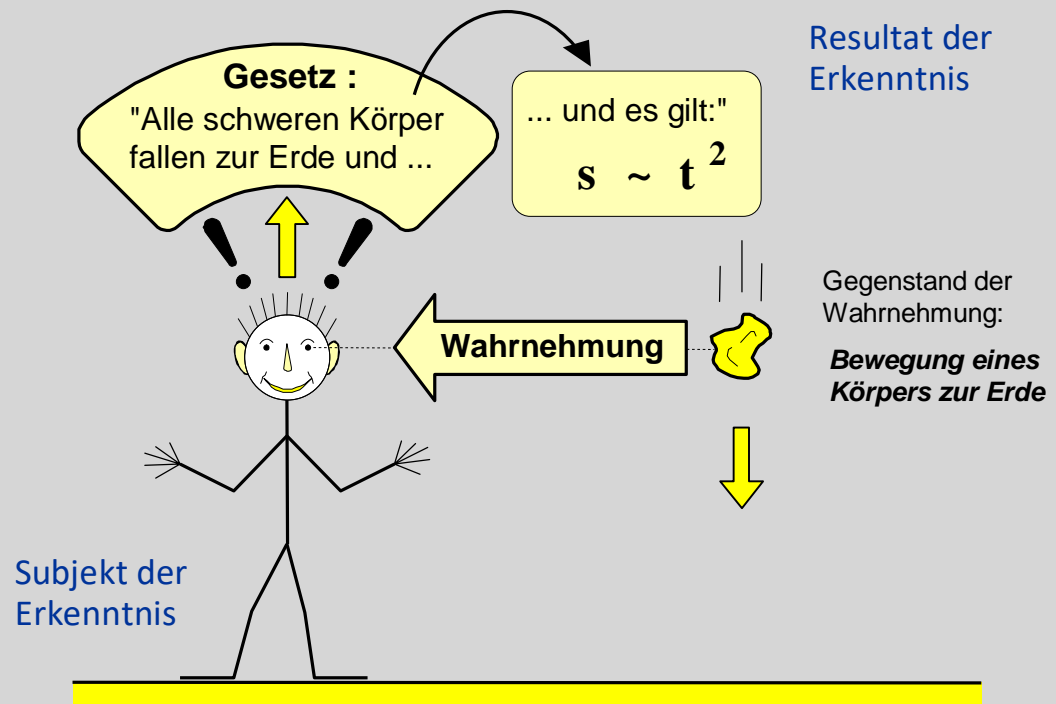 Resultat der
Erkenntnis
Gesetz :
"Alle schweren Körper
fallen zur Erde und ...
... und es gilt:"
s ~ t²
Gegenstand der
Wahrnehmung:
Bewegung eines
Körpers zur Erde
Wahrnehmung
Subjekt der
Erkenntnis